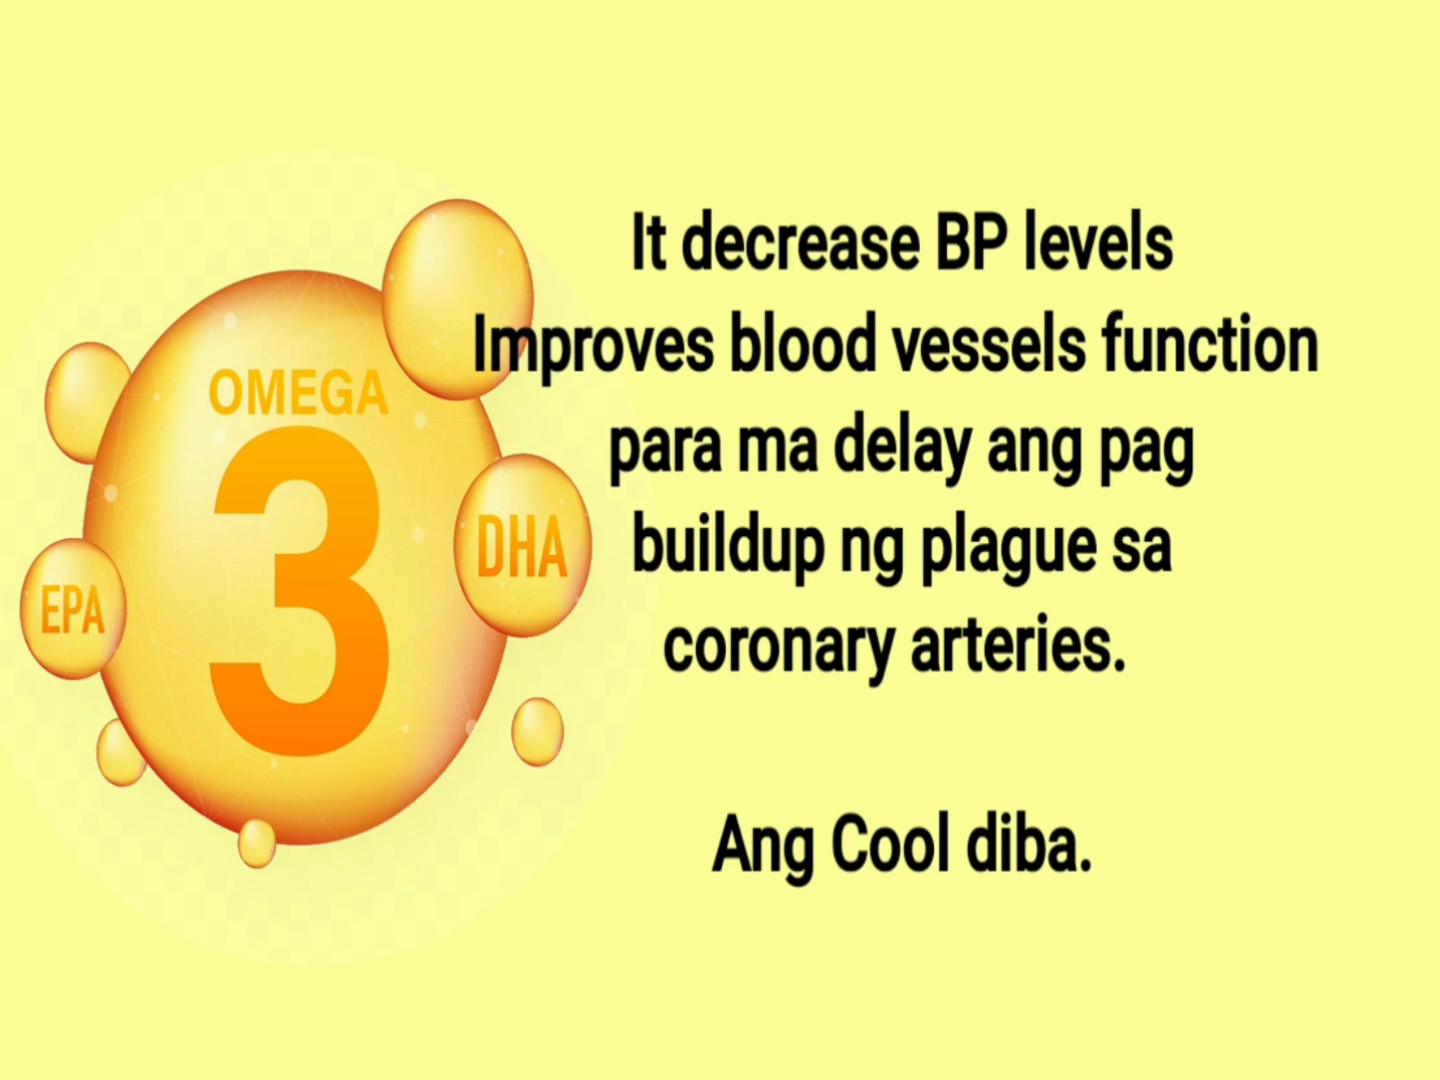 OMEGA
3
EPA
DHA
It decrease BP levels
Improves blood vessels function
para ma delay ang pag
buildup ng plague sa
coronary arteries.
Ang Cool diba.